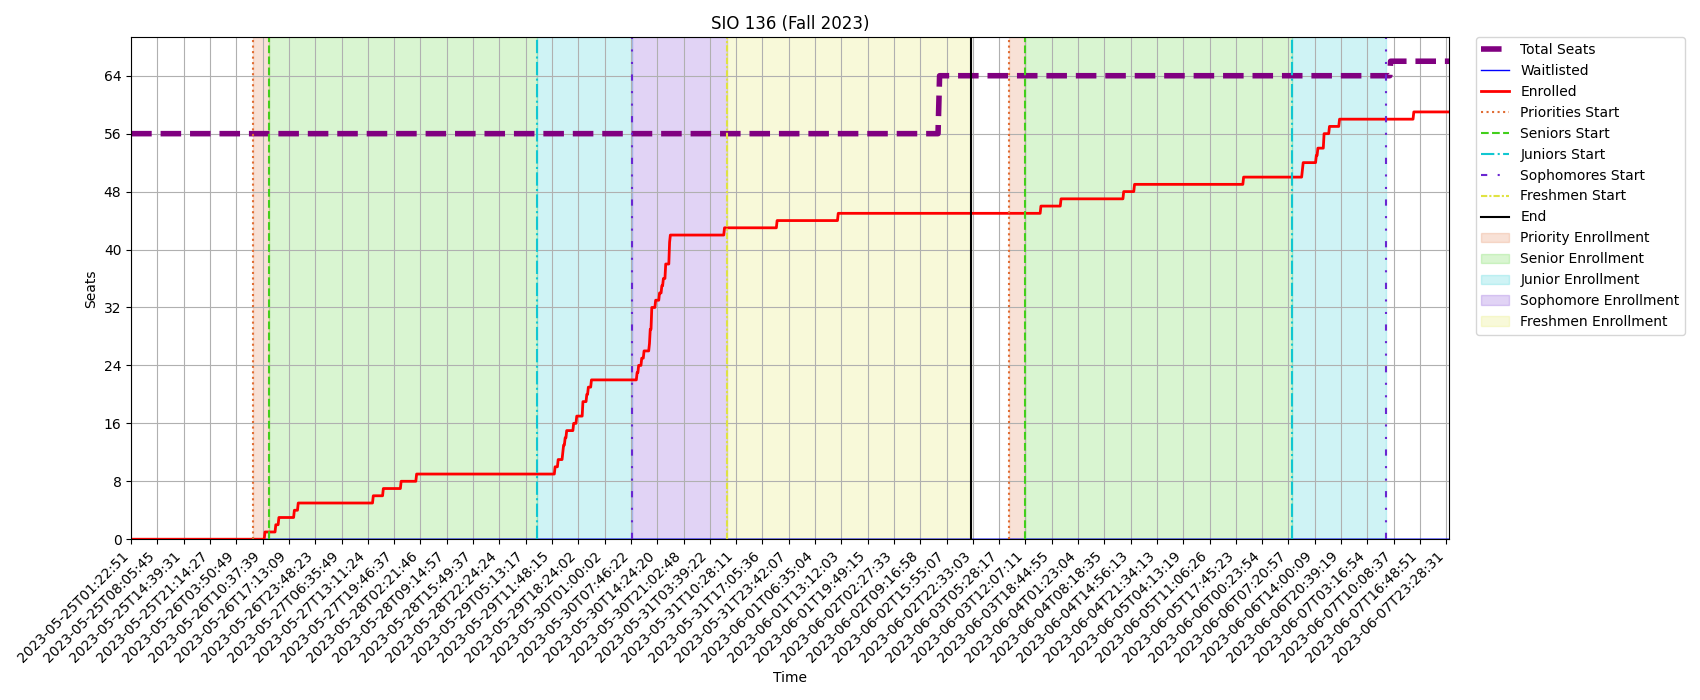 SIO 136 (Fall 2023)
Seats
64
56
48
40
32
24
16
8
0
2023-05-25T01:22:51
2023-05-25T08:05:45
2023-05-25T14:39:31
2023-05-25T21:14:27
2023-05-26T03:50:49
2023-05-26T10:37:39
2023-05-26T17:13:09
2023-05-26T23:48:23
2023-05-27T06:35:49
2023-05-27T13:11:24
2023-05-27T19:46:37
2023-05-28T02:21:46
2023-05-28T09:14:57
2023-05-28T15:49:37
2023-05-28T22:24:24
2023-05-29T05:13:17
2023-05-29T11:48:15
2023-05-29T18:24:02
2023-05-30T01:00:02
2023-05-30T07:46:22
2023-05-30T14:24:20
2023-05-30T21:02:48
2023-05-31T03:39:22
2023-05-31T10:28:11
2023-05-31T17:05:36
2023-05-31T23:42:07
2023-06-01T06:35:04
2023-06-01T13:12:03
2023-06-01T19:49:15
2023-06-02T02:27:33
2023-06-02T09:16:58
2023-06-02T15:55:07
2023-06-02T22:33:03
2023-06-03T05:28:17
2023-06-03T12:07:11
2023-06-03T18:44:55
2023-06-04T01:23:04
2023-06-04T08:18:35
2023-06-04T14:56:13
2023-06-04T21:34:13
2023-06-05T04:13:19
2023-06-05T11:06:26
2023-06-05T17:45:23
2023-06-06T00:23:54
2023-06-06T07:20:57
2023-06-06T14:00:09
2023-06-06T20:39:19
2023-06-07T03:16:54
2023-06-07T10:08:37
2023-06-07T16:48:51
2023-06-07T23:28:31
Time
Total Seats
Waitlisted
Enrolled
Priorities Start
Seniors Start
Juniors Start
Sophomores Start
Freshmen Start
End
Priority Enrollment
Senior Enrollment
Junior Enrollment
Sophomore Enrollment
Freshmen Enrollment